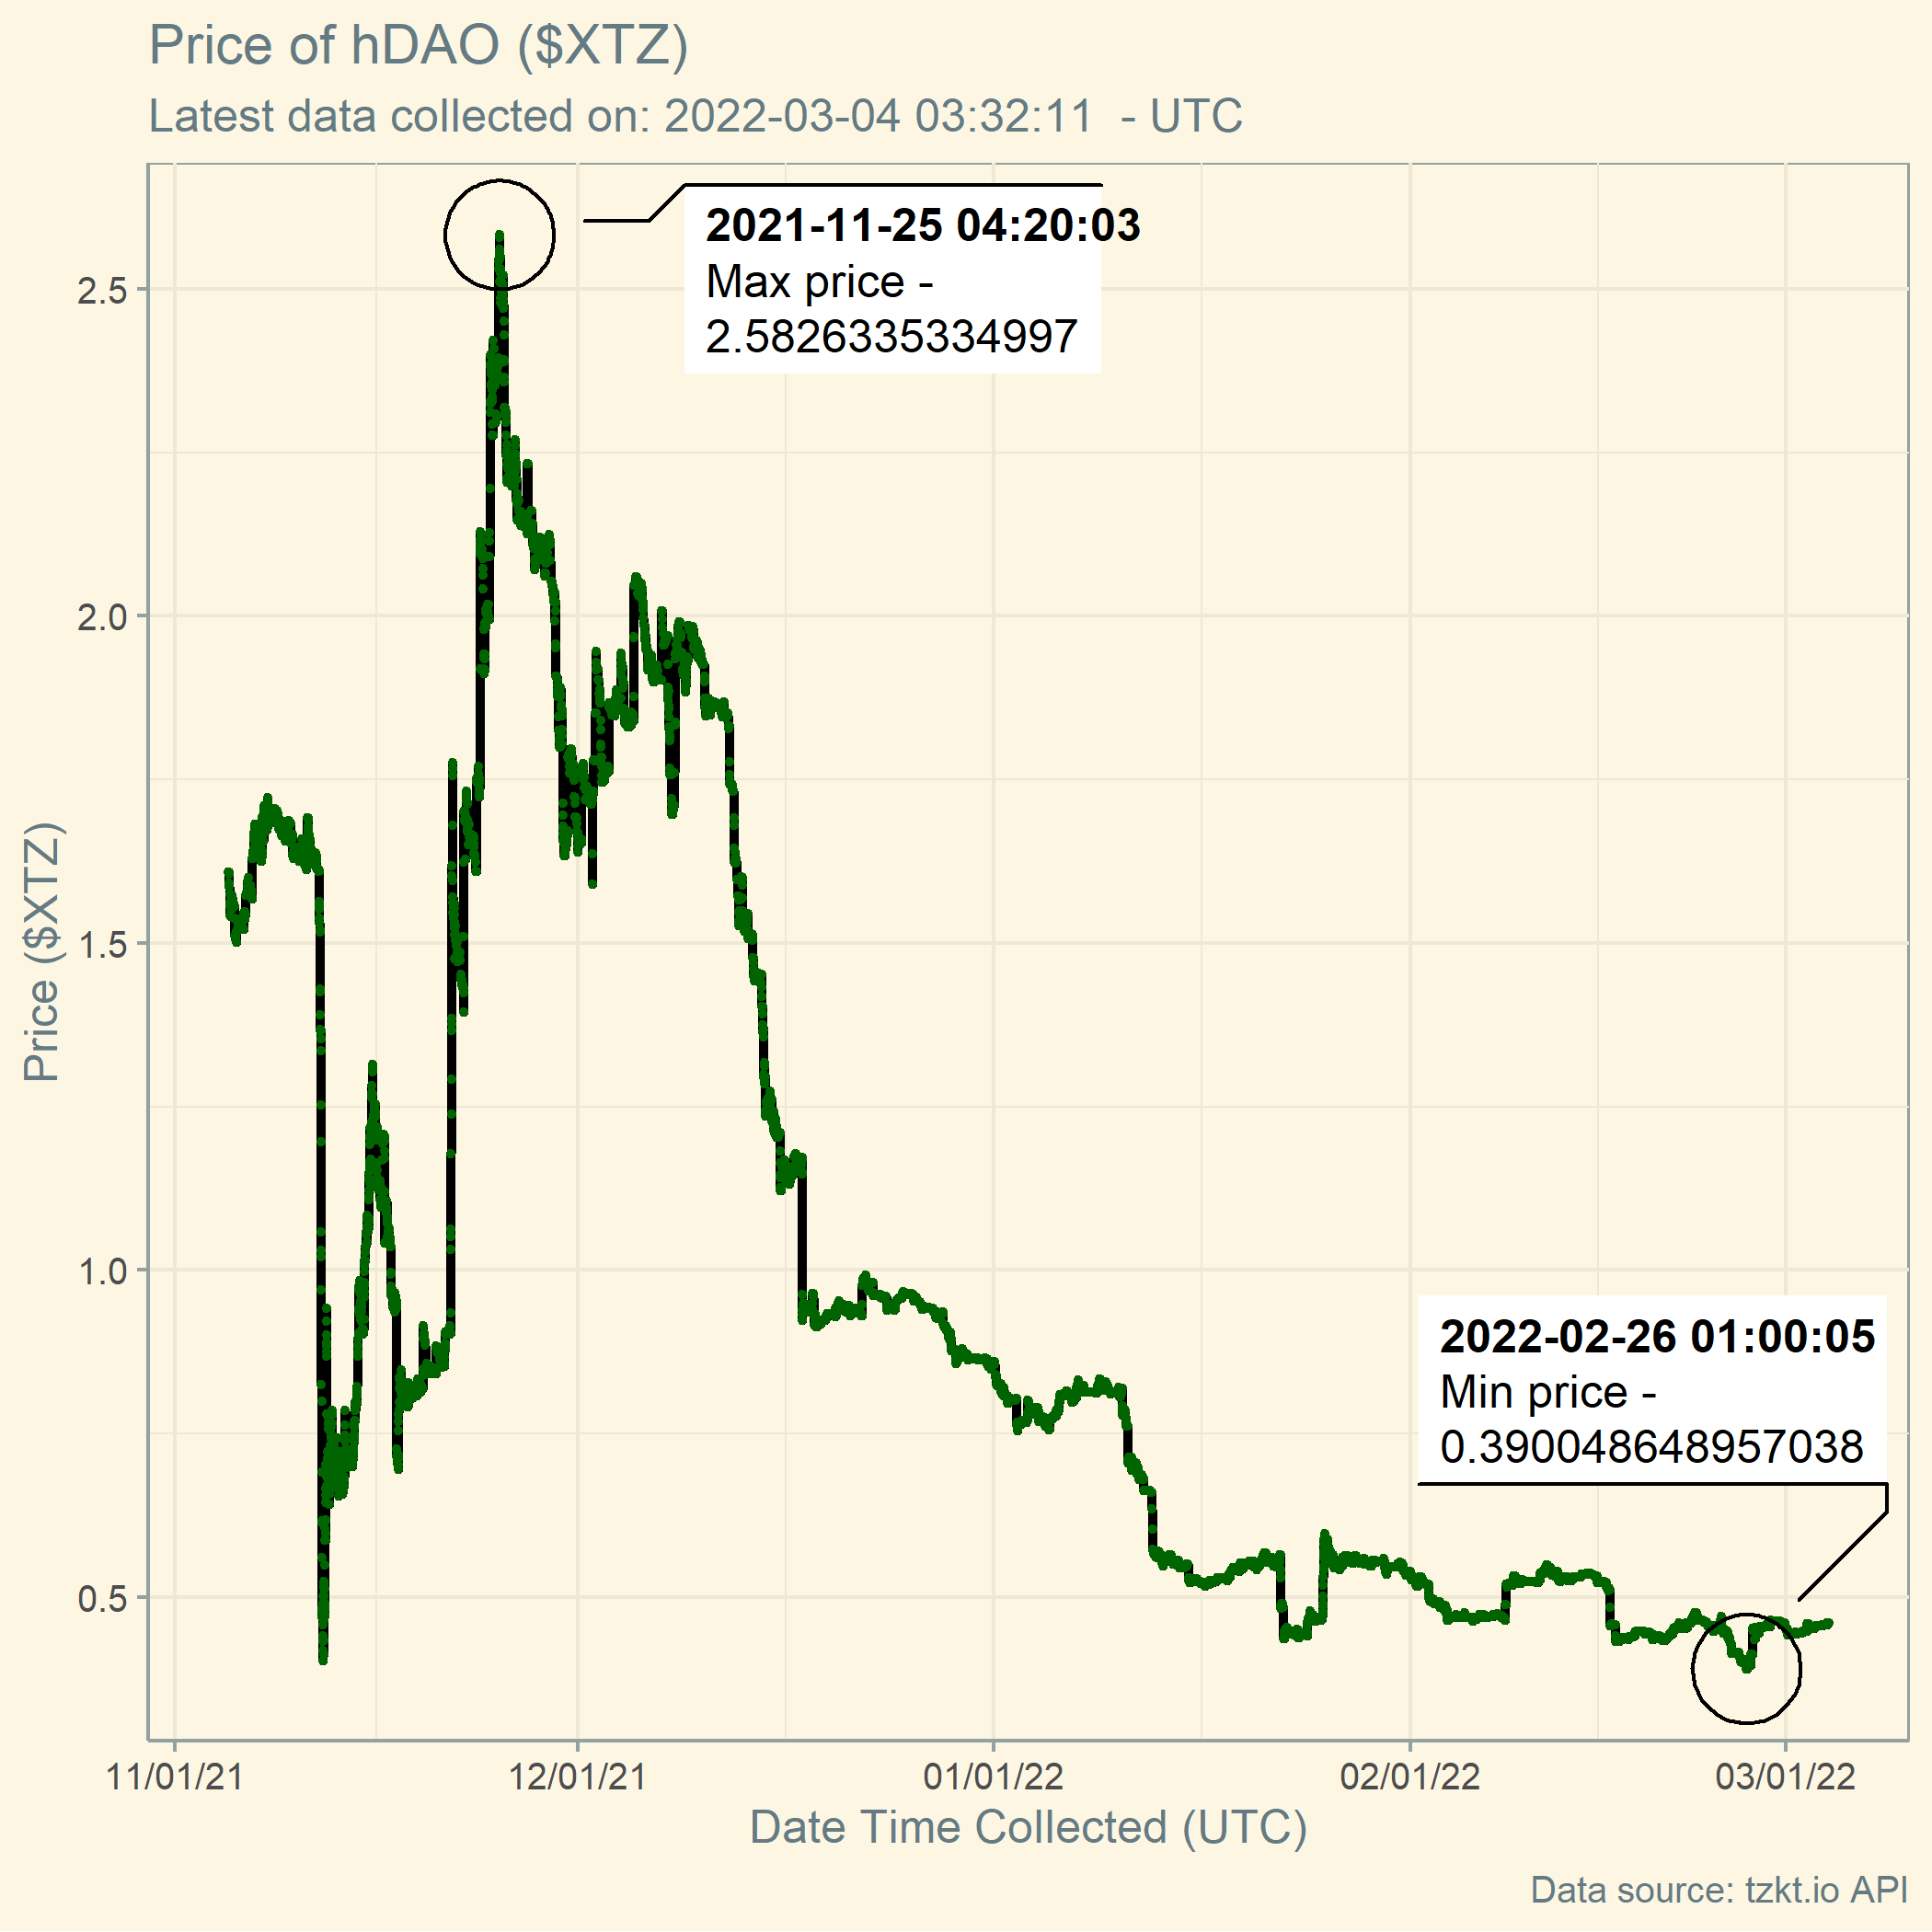 Price of hDAO ($XTZ)
Latest data collected on: 2022-03-04 03:32:11  - UTC
2021-11-25 04:20:03
Max price -
2.5826335334997
2.5
2.0
1.5
1.0
0.5
Price ($XTZ)
2022-02-26 01:00:05
Min price -
0.390048648957038
11/01/21
12/01/21
01/01/22
02/01/22
03/01/22
Date Time Collected (UTC)
Data source: tzkt.io API